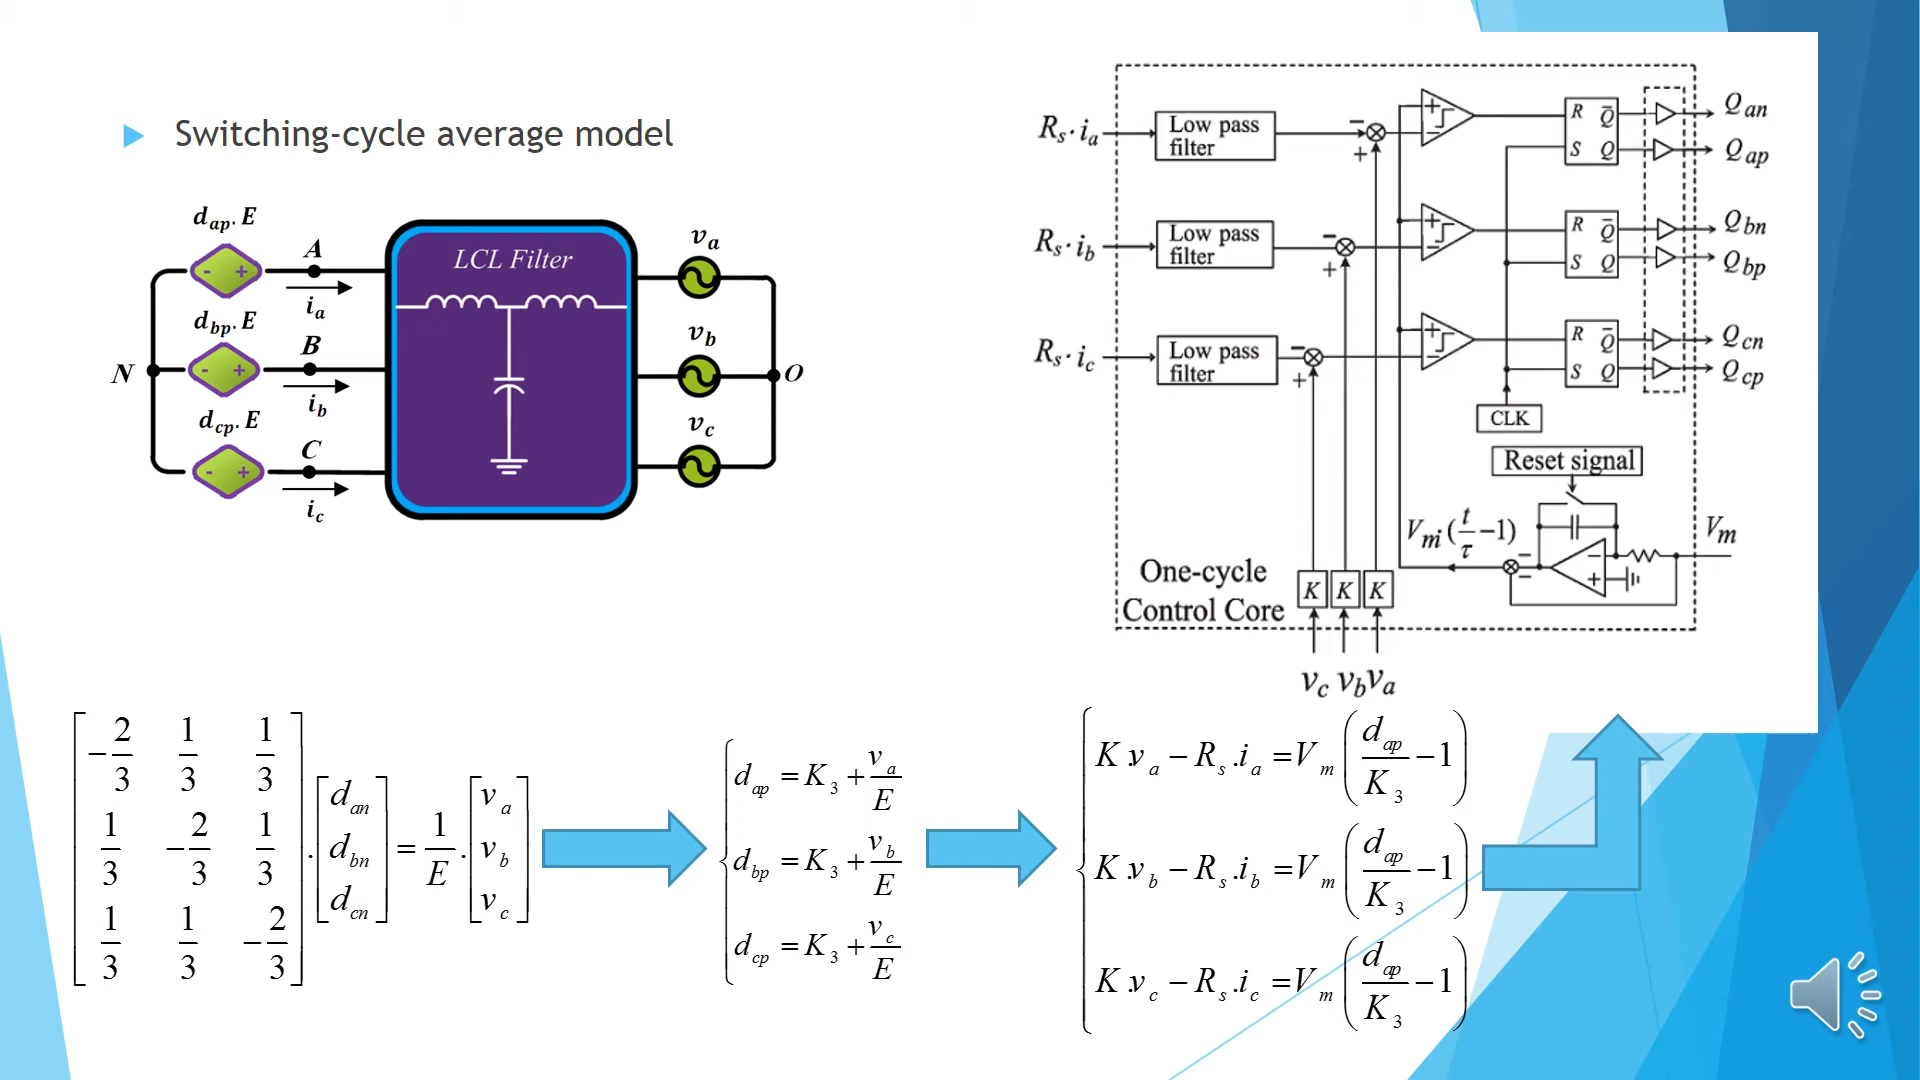 Switching-cycle average model
d_ap. E
A
i_a
d_bp. E
B
i_b
d_cp. E
C
i_c
N
LCL Filter
v_a
v_b
v_c
O
R_s·i_a
Low pass
filter
R_s·i_b
Low pass
filter
R_s·i_c
Low pass
filter
R Q̅
S Q
R Q̅
S Q
R Q̅
S Q
Q_an
Q_ap
Q_bn
Q_bp
Q_cn
Q_cp
CLK
Reset signal
V_m(t/τ−1)
V_m
One-cycle
Control Core
K K K
v_c v_b v_a
[−2/3 1/3 1/3; 1/3 −2/3 1/3; 1/3 1/3 −2/3] . [d_an; d_bn; d_cn] = 1/E . [v_a; v_b; v_c]
d_ap = K_3 + v_a/E
d_bp = K_3 + v_b/E
d_cp = K_3 + v_c/E
K.v_a − R_s.i_a = V_m (d_ap/K_3 − 1)
K.v_b − R_s.i_b = V_m (d_ap/K_3 − 1)
K.v_c − R_s.i_c = V_m (d_ap/K_3 − 1)